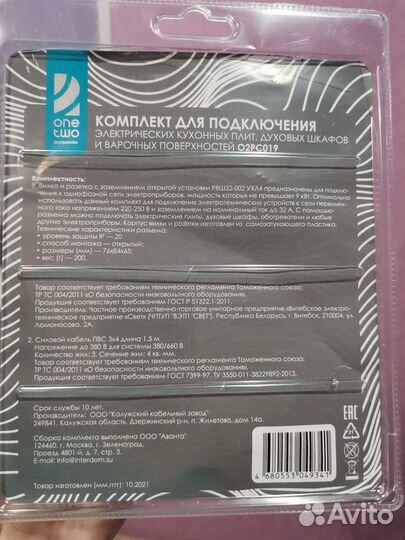 one
two
accessories
КОМПЛЕКТ ДЛЯ ПОДКЛЮЧЕНИЯ
ЭЛЕКТРИЧЕСКИХ КУХОННЫХ ПЛИТ, ДУХОВЫХ ШКАФОВ
И ВАРОЧНЫХ ПОВЕРХНОСТЕЙ O2PC019
Комплектность:
1. Вилка и розетка с заземлением открытой установки РВШ32-002 УХЛ4 предназначены для подклю-
чения к однофазной сети электроприборов, мощность которых не превышает 9 кВт. Оптимально
использовать данный комплект для подключения электротехнических устройств к сети перемен-
ного тока напряжением 220-250 В и заземлением на номинальный ток до 32 А. С помощью
разъема можно подключать электрические плиты, духовые шкафы, обогреватели и другое
электрооборудование. Корпус вилки и розетки изготовлен из самозатухающего пластика.
Технические характеристики разъема:
• уровень защиты IP — 20
• способ монтажа — открытый;
• размеры (мм) — 76х84х65;
• вес (г) — 200.
Товар соответствует требованиям технического регламента Таможенного союза:
ТР ТС 004/2011 «О безопасности низковольтного оборудования».
Продукция соответствует требованиям ГОСТ Р 51322.1-2011.
Производитель: Частное производственно-торговое унитарное предприятие «Витебское электро-
техническое предприятие «Свет» (ЧПТУП "ВЭТП "СВЕТ"), Республика Беларусь, г. Витебск, 210004, ул.
Ломоносова, 2А.
2. Силовой кабель ПВС 3х4 длина 1,5 м
Напряжение до 380 В для системы 380/660 В.
Количество жил: 3. Сечение жил: 4 кв. мм.
Товар соответствует требованиям технического регламента Таможенного союза:
ТР ТС 004/2011 «О безопасности низковольтного оборудования».
Продукция соответствует требованиям ГОСТ 7399-97, ТУ 3550-011-38229892-2013.
Срок службы 10 лет.
Производитель: ООО "Калужский кабельный завод"
249841, Калужская область, Дзержинский р-н, п. Жилетово, дом 14а.
Сборка комплекта выполнена ООО "Аванта"
124460, г. Москва, г. Зеленоград,
Проезд 4801-й, д. 7, стр. 3.
E-mail: info@interdom.info
Товар изготовлен (мм,гггг) 10.2021
EAC
4 680553 049341
Avito